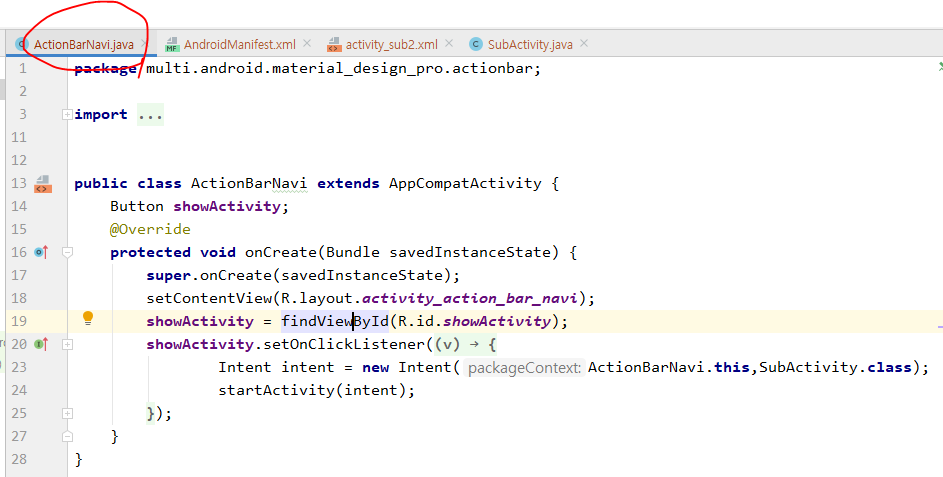 ActionBarNavi.java AndroidManifest.xml activity_sub2.xml SubActivity.java
1 package multi.android.material_design_pro.actionbar;
2
3 import ...
11
12
13 public class ActionBarNavi extends AppCompatActivity {
14 Button showActivity;
15 @Override
16 protected void onCreate(Bundle savedInstanceState) {
17 super.onCreate(savedInstanceState);
18 setContentView(R.layout.activity_action_bar_navi);
19 showActivity = findViewById(R.id.showActivity);
20 showActivity.setOnClickListener((v) → {
23 Intent intent = new Intent( packageContext: ActionBarNavi.this,SubActivity.class);
24 startActivity(intent);
25 });
27 }
28 }